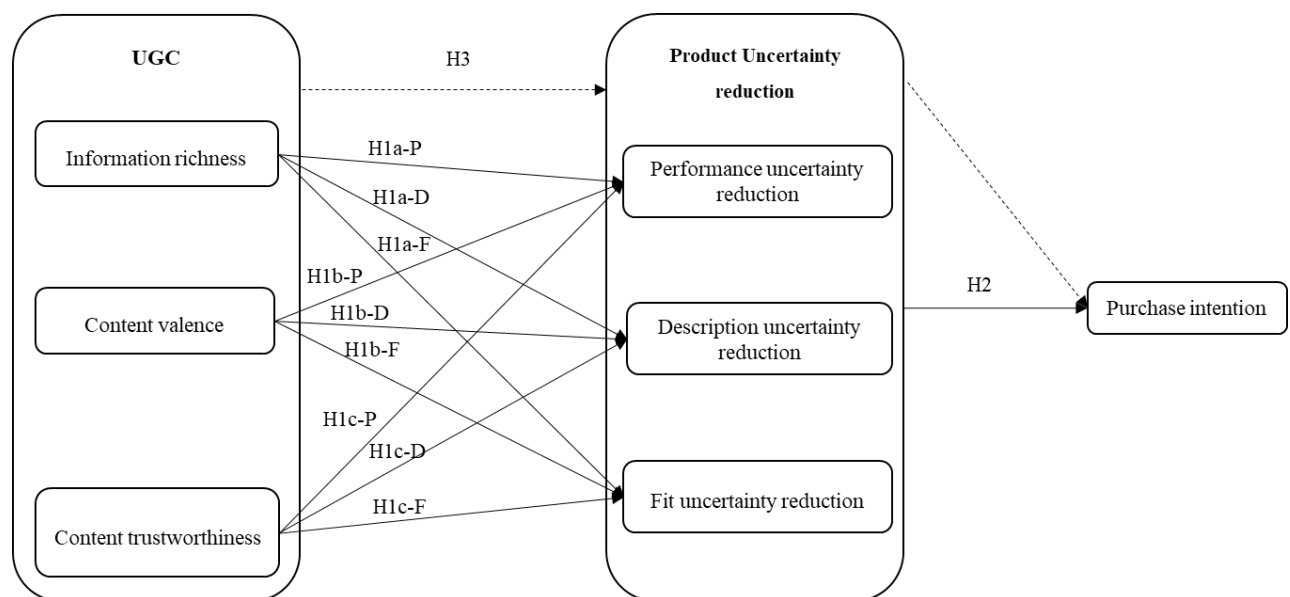 UGC
H3
Product Uncertainty
reduction
Information richness
H1a-P
Performance uncertainty
reduction
H1a-D
H1a-F
H1b-P
Content valence
H1b-D
H1b-F
Description uncertainty
reduction
H2
Purchase intention
H1c-P
H1c-D
H1c-F
Fit uncertainty reduction
Content trustworthiness